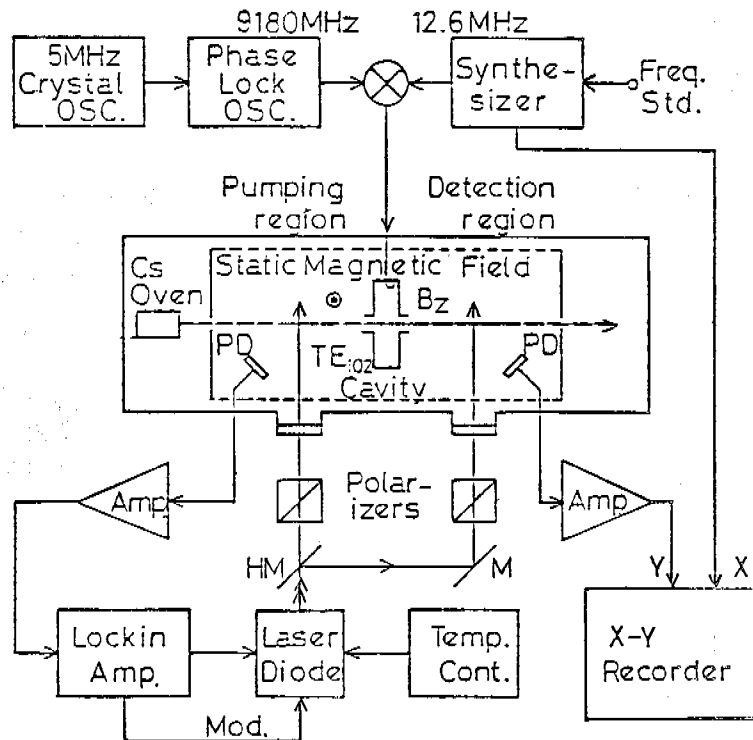 9180MHz
12.6MHz
5MHz
Crystal
OSC.
Phase
Lock
OSC.
Synthe-
sizer
Freq.
Std.
Pumping
region
Detection
region
Cs
Oven
Static Magnetic Field
Bz
PD
TE102
Cavity
PD
Amp
Polar-
izers
Amp
HM
M
Y
X
Lockin
Amp.
Laser
Diode
Temp.
Cont.
X-Y
Recorder
Mod.